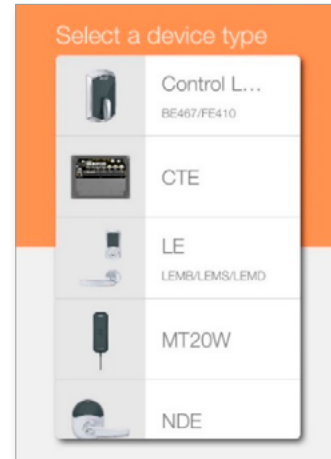 Select a device type
Control L...
BE467/FE410
CTE
LE
LEMB/LEMS/LEMD
MT20W
NDE